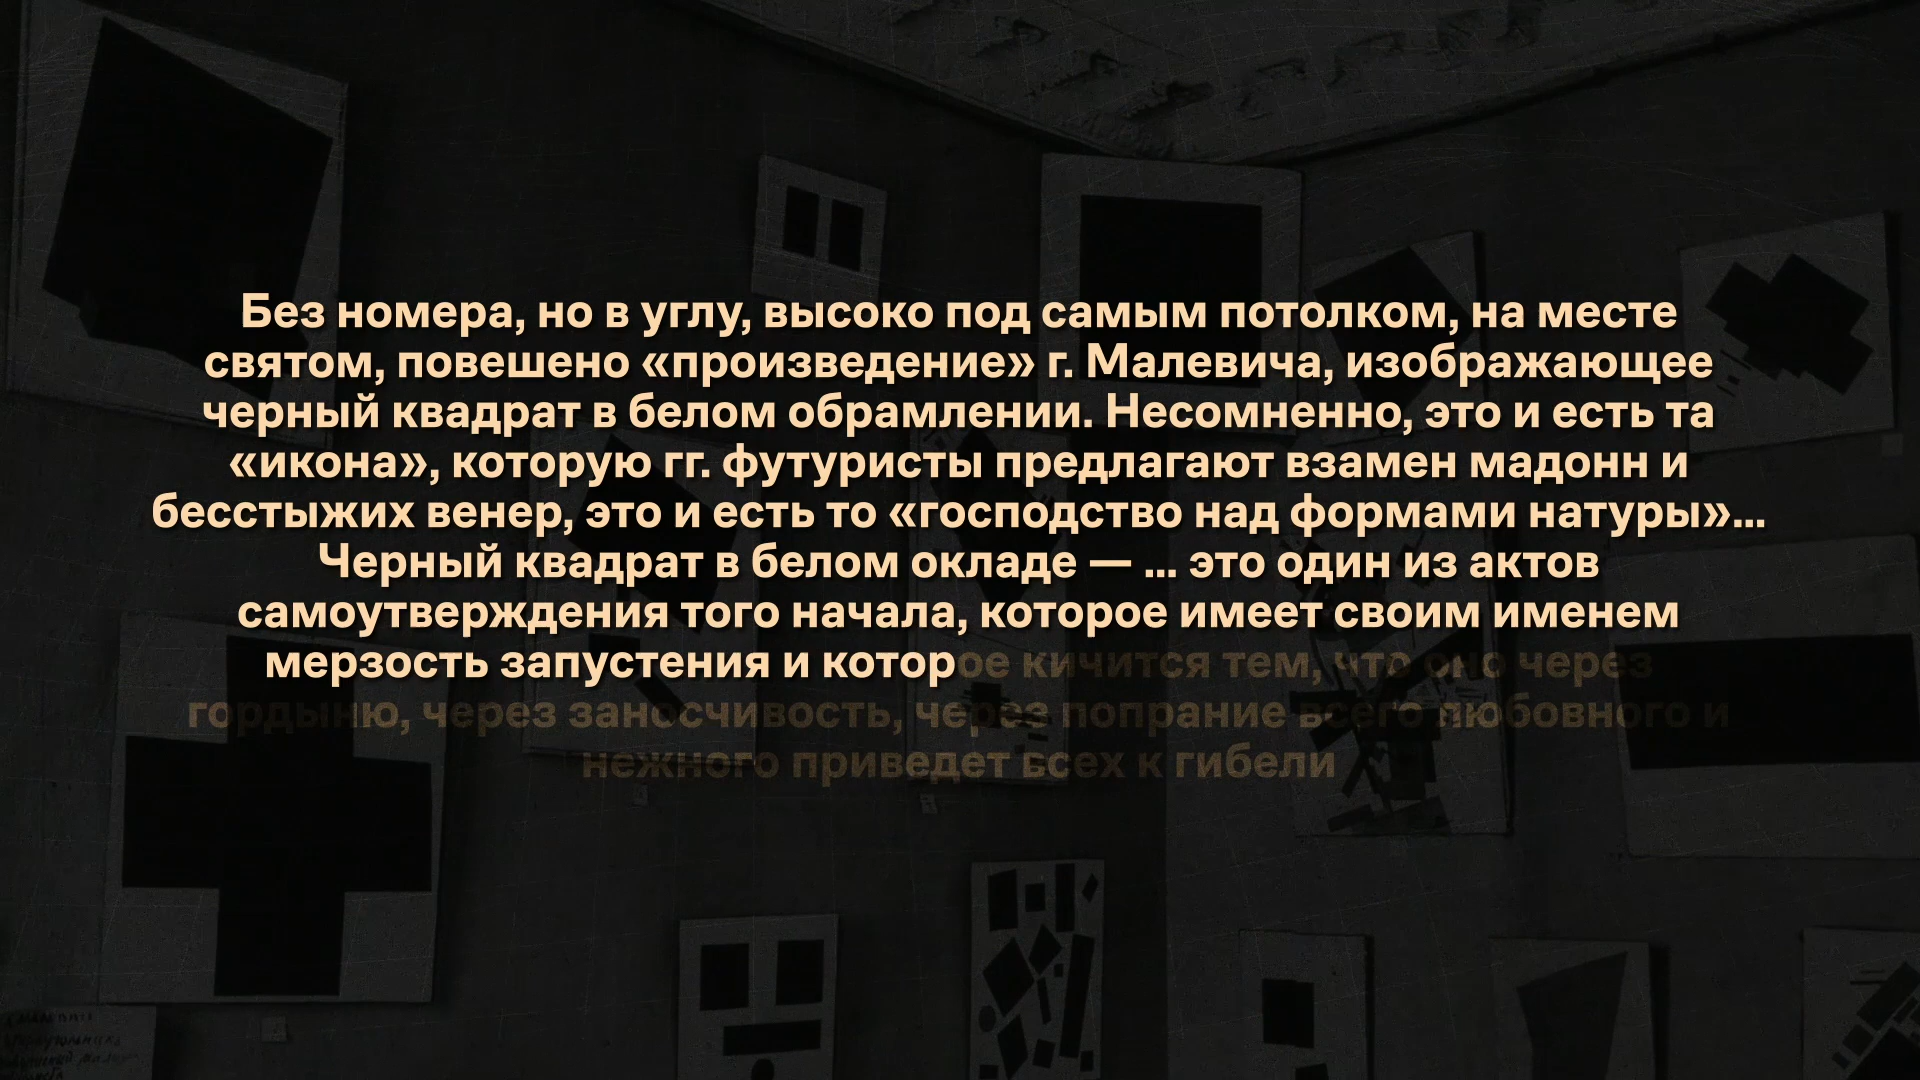 Без номера, но в углу, высоко под самым потолком, на месте
святом, повешено «произведение» г. Малевича, изображающее
черный квадрат в белом обрамлении. Несомненно, это и есть та
«икона», которую гг. футуристы предлагают взамен мадонн и
бесстыжих венер, это и есть то «господство над формами натуры»...
Черный квадрат в белом окладе — ... это один из актов
самоутверждения того начала, которое имеет своим именем
мерзость запустения и которое кичится тем, что оно через
гордыню, через заносчивость, через попрание всего любовного и
нежного приведет всех к гибели